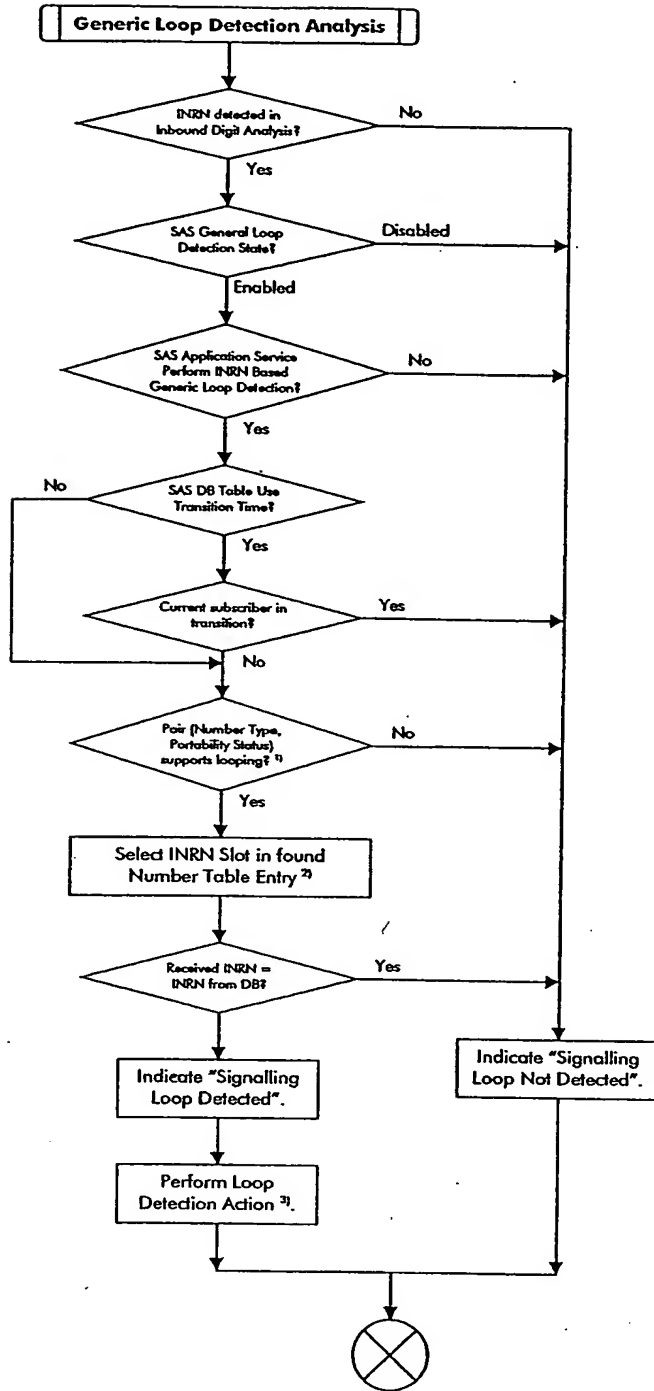 Generic Loop Detection Analysis
INRN detected in
Inbound Digit Analysis?
No
Yes
SAS General Loop
Detection State?
Disabled
Enabled
SAS Application Service
Perform INRN Based
Generic Loop Detection?
No
Yes
No
SAS DB Table Use
Transition Time?
Yes
Current subscriber in
transition?
Yes
No
Pair (Number Type,
Portability Status)
supports looping? 1)
No
Yes
Select INRN Slot in found
Number Table Entry 2)
Received INRN =
INRN from DB?
Yes
Indicate "Signalling
Loop Detected".
Indicate "Signalling
Loop Not Detected".
Perform Loop
Detection Action 3).